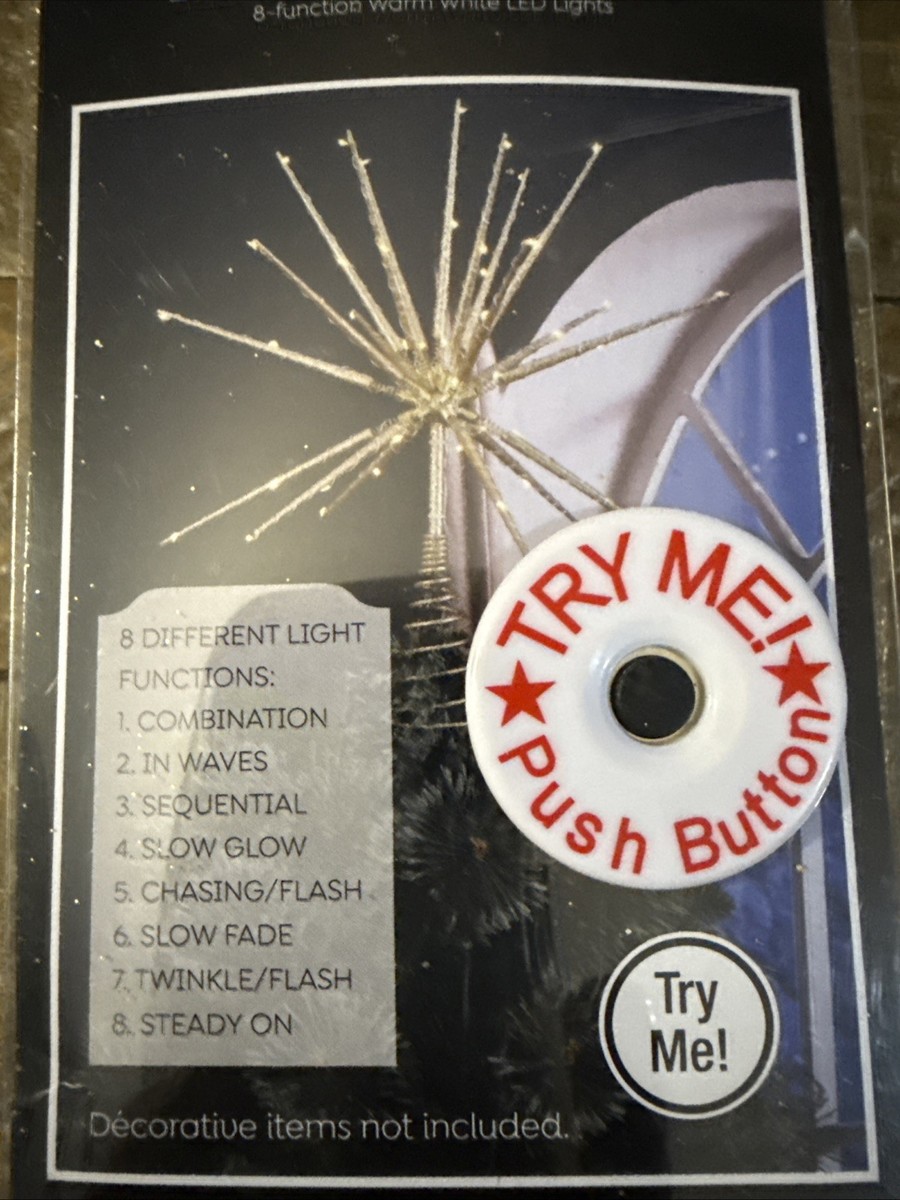 8-function Warm White LED Lights
8 DIFFERENT LIGHT
FUNCTIONS:
1. COMBINATION
2. IN WAVES
3. SEQUENTIAL
4. SLOW GLOW
5. CHASING/FLASH
6. SLOW FADE
7. TWINKLE/FLASH
8. STEADY ON
TRY ME!
Push Button
Try
Me!
Decorative items not included.